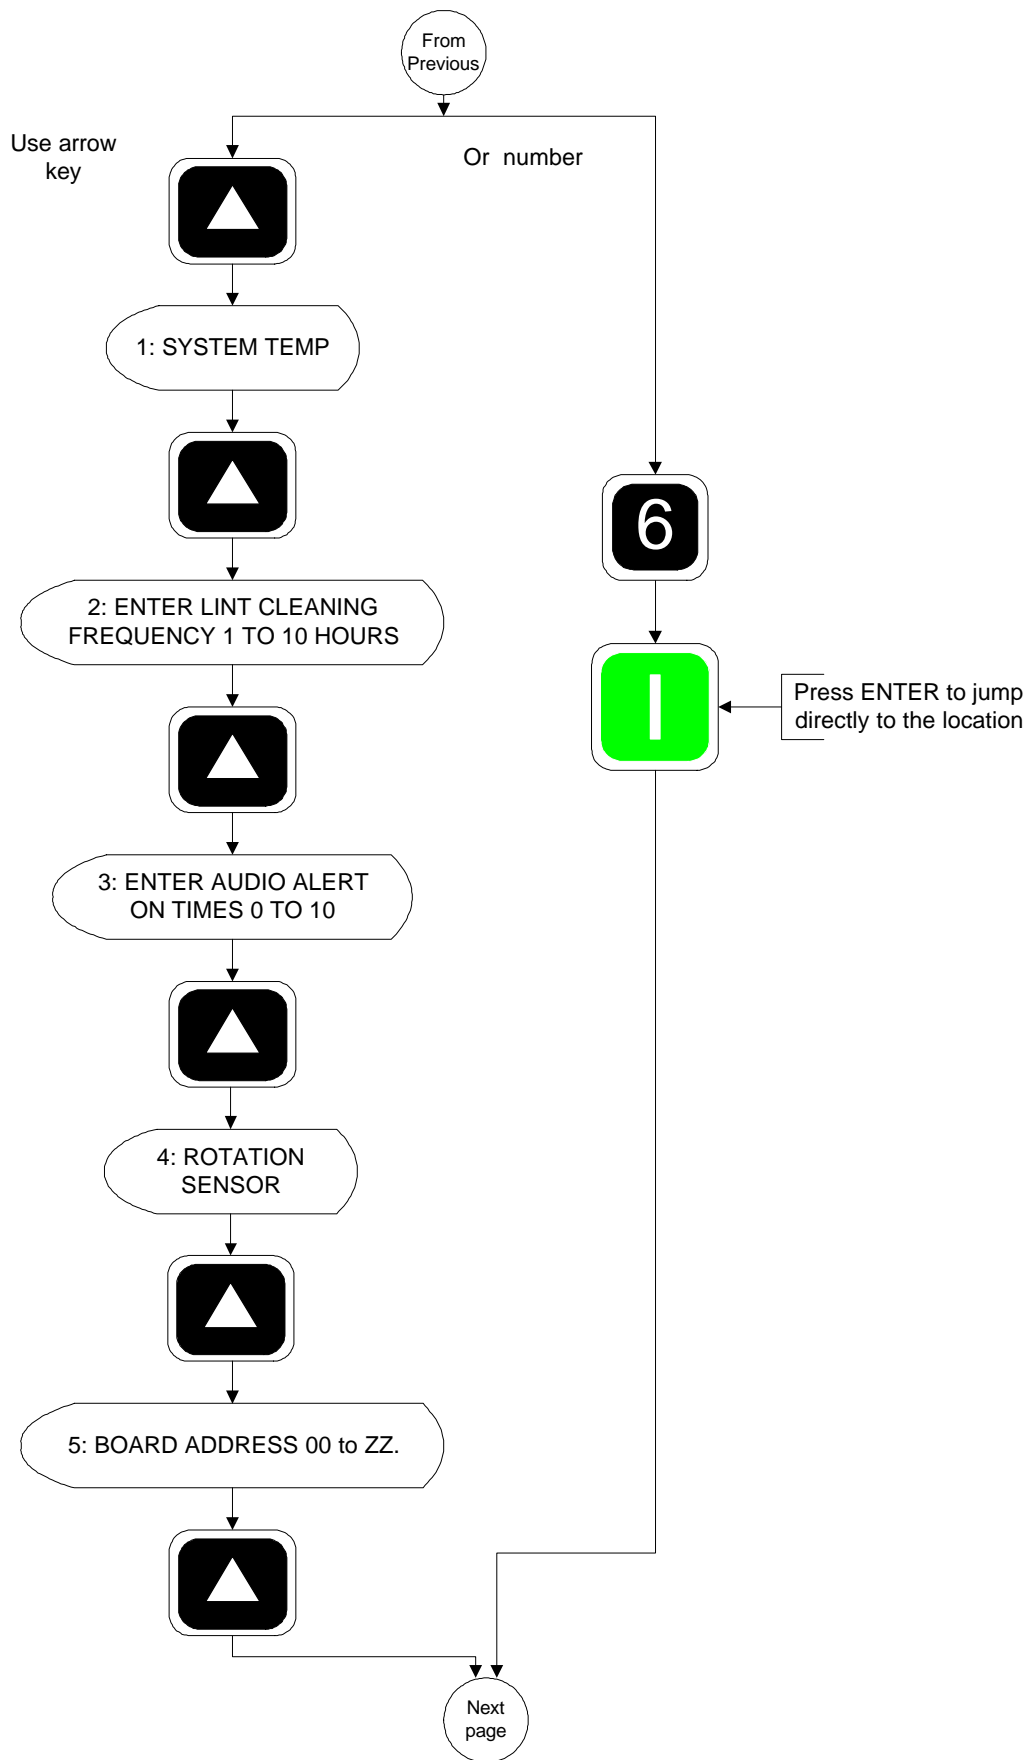 From
Previous
Use arrow
key
Or number
1: SYSTEM TEMP
2: ENTER LINT CLEANING
FREQUENCY 1 TO 10 HOURS
6
Press ENTER to jump
directly to the location
3: ENTER AUDIO ALERT
ON TIMES 0 TO 10
4: ROTATION
SENSOR
5: BOARD ADDRESS 00 to ZZ.
Next
page